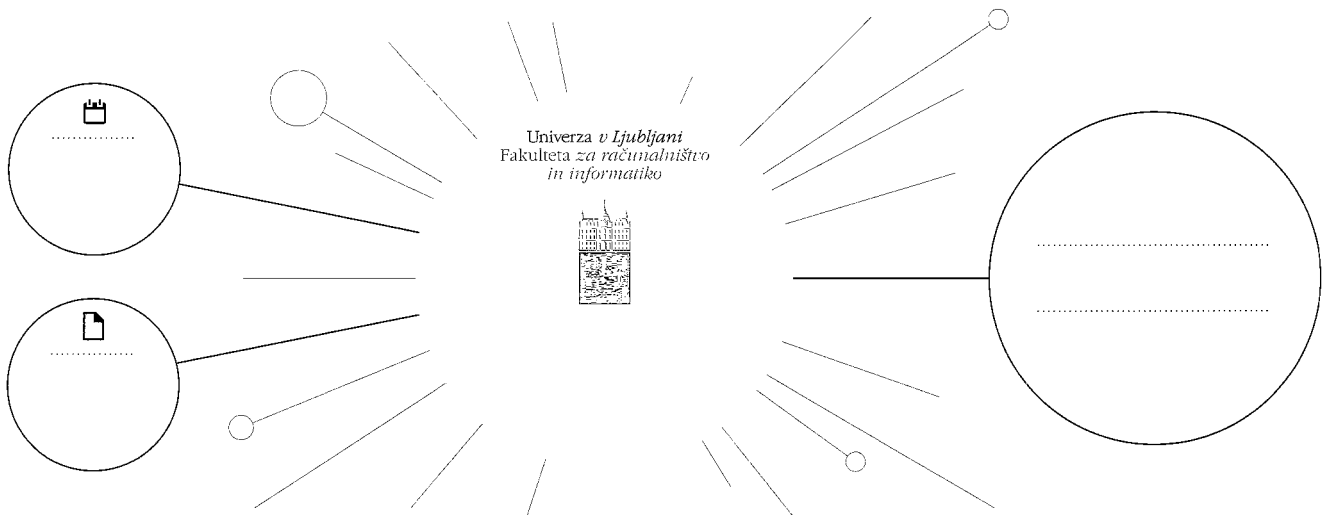 Univerza v Ljubljani
Fakulteta za računalništvo
in informatiko